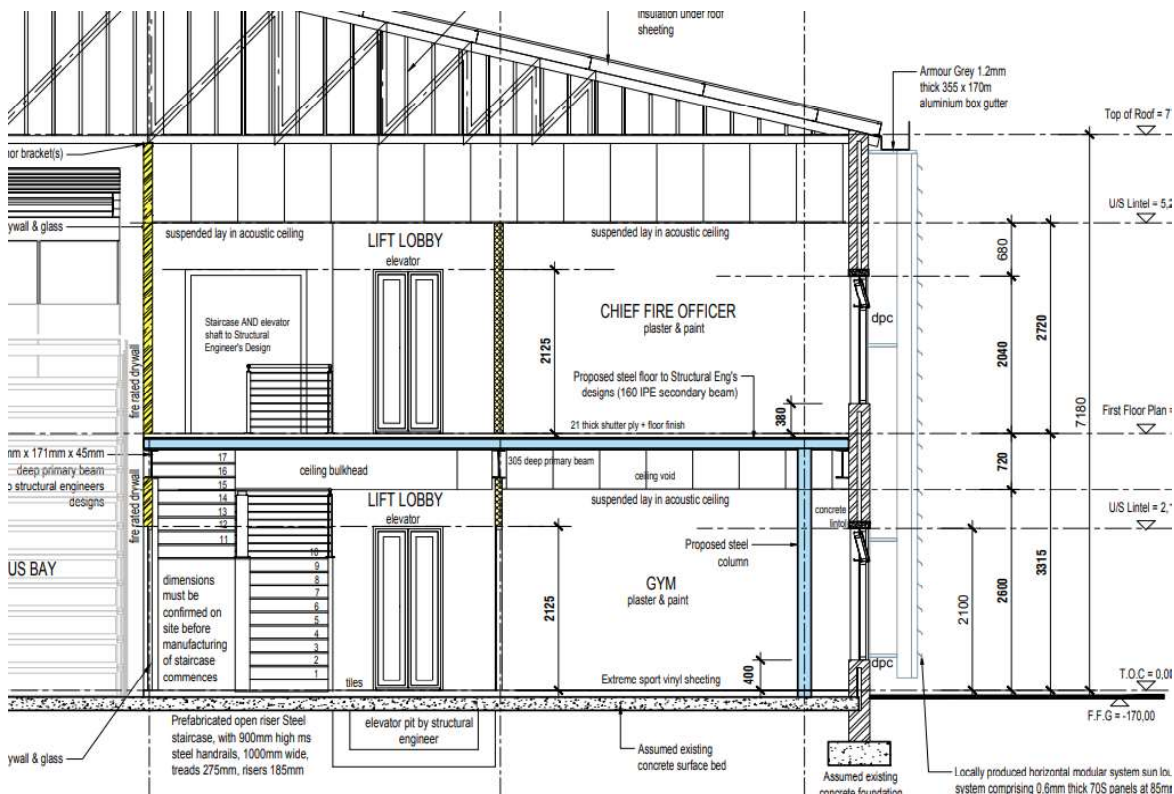 insulation under roof
sheeting
Armour Grey 1.2mm
thick 355 x 170m
aluminium box gutter
Top of Roof = 7
bracket(s)
U/S Lintel = 5,2
& glass
suspended lay in acoustic ceiling
LIFT LOBBY
elevator
suspended lay in acoustic ceiling
680
2720
Staircase AND elevator
shaft to Structural
Engineer's Design
CHIEF FIRE OFFICER
plaster & paint
dpc
2125
2040
7180
fire rated drywall
Proposed steel floor to Structural Eng's
designs (160 IPE secondary beam)
380
21 thick shutter ply + floor finish
First Floor Plan =
x 171mm x 45mm
deep primary beam
structural engineers
designs
17
16
15
14
13
12
11
ceiling bulkhead
305 deep primary beam
ceiling void
720
LIFT LOBBY
elevator
suspended lay in acoustic ceiling
concrete
lintol
U/S Lintel = 2,
fire rated drywall
Proposed steel
column
BAY
10
9
8
7
6
5
4
3
2
1
dimensions
must be
confirmed on
site before
manufacturing
of staircase
commences
GYM
plaster & paint
2125
2100
2600
3315
400
dpc
tiles
Extreme sport vinyl sheeting
T.O.C = 0,00
F.F.G = -170,00
Prefabricated open riser Steel
staircase, with 900mm high ms
steel handrails, 1000mm wide,
treads 275mm, risers 185mm
elevator pit by structural
engineer
& glass
Assumed existing
concrete surface bed
Assumed existing
concrete foundation
Locally produced horizontal modular system sun
system comprising 0.6mm thick 70S panels at